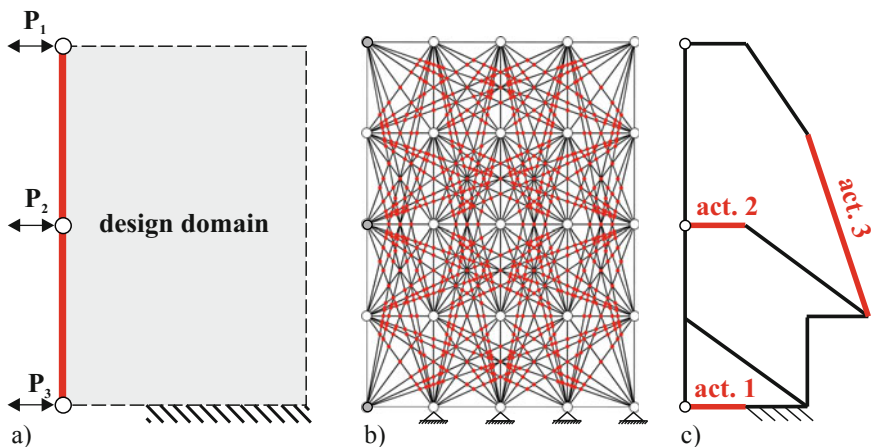 P1
P2
design domain
P3
a)
b)
act. 2
act. 3
act. 1
c)